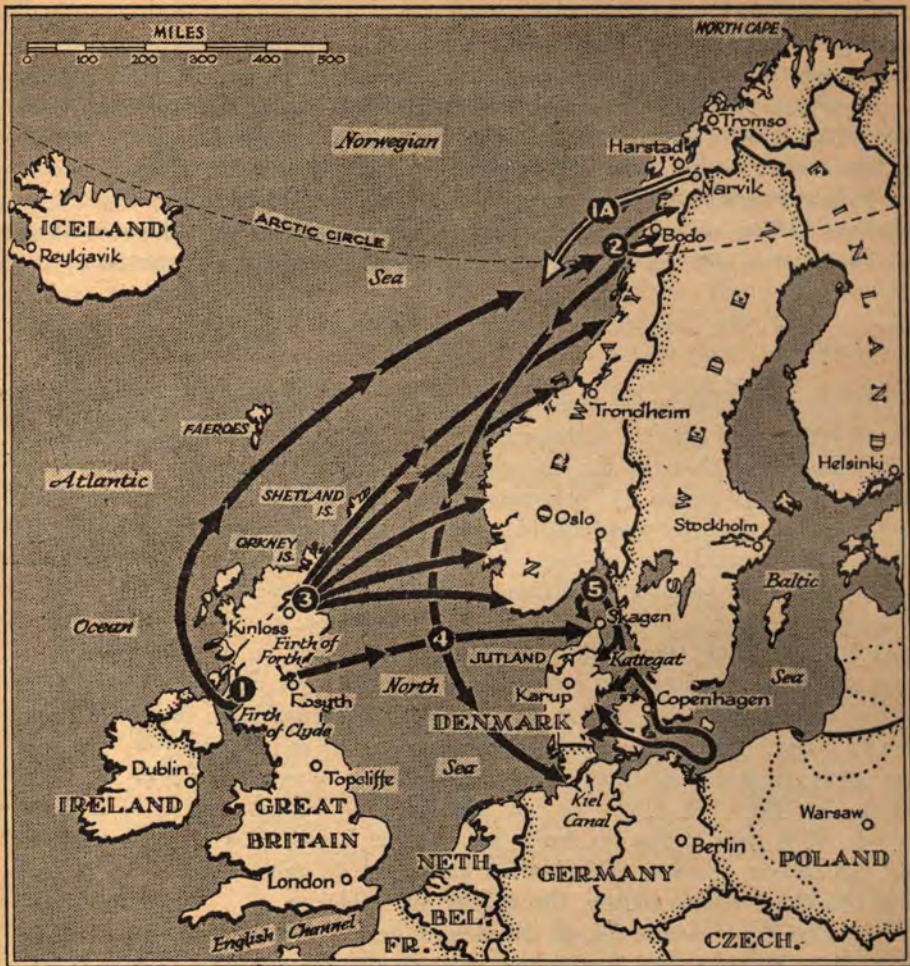 MILES
0 100 200 300 400 500
NORTH CAPE
Tromso
Norwegian
Harstad
Narvik
1A
ICELAND
Reykjavik
ARCTIC CIRCLE
2
Bodo
Sea
FINLAND
NORWAY
SWEDEN
Trondheim
FAEROES
Helsinki
Atlantic
SHETLAND
IS.
Oslo
Stockholm
ORKNEY
IS.
5
Baltic
3
Skagen
Kinloss
Ocean
Firth of
Forth
4
JUTLAND
Kattegat
Sea
1
Rosyth
North
Karup
Copenhagen
Firth
of Clyde
DENMARK
Dublin
Topcliffe
Sea
IRELAND
GREAT
BRITAIN
Kiel
Canal
Warsaw
NETH.
Berlin
POLAND
London
GERMANY
BEL.
English Channel
FR.
CZECH.